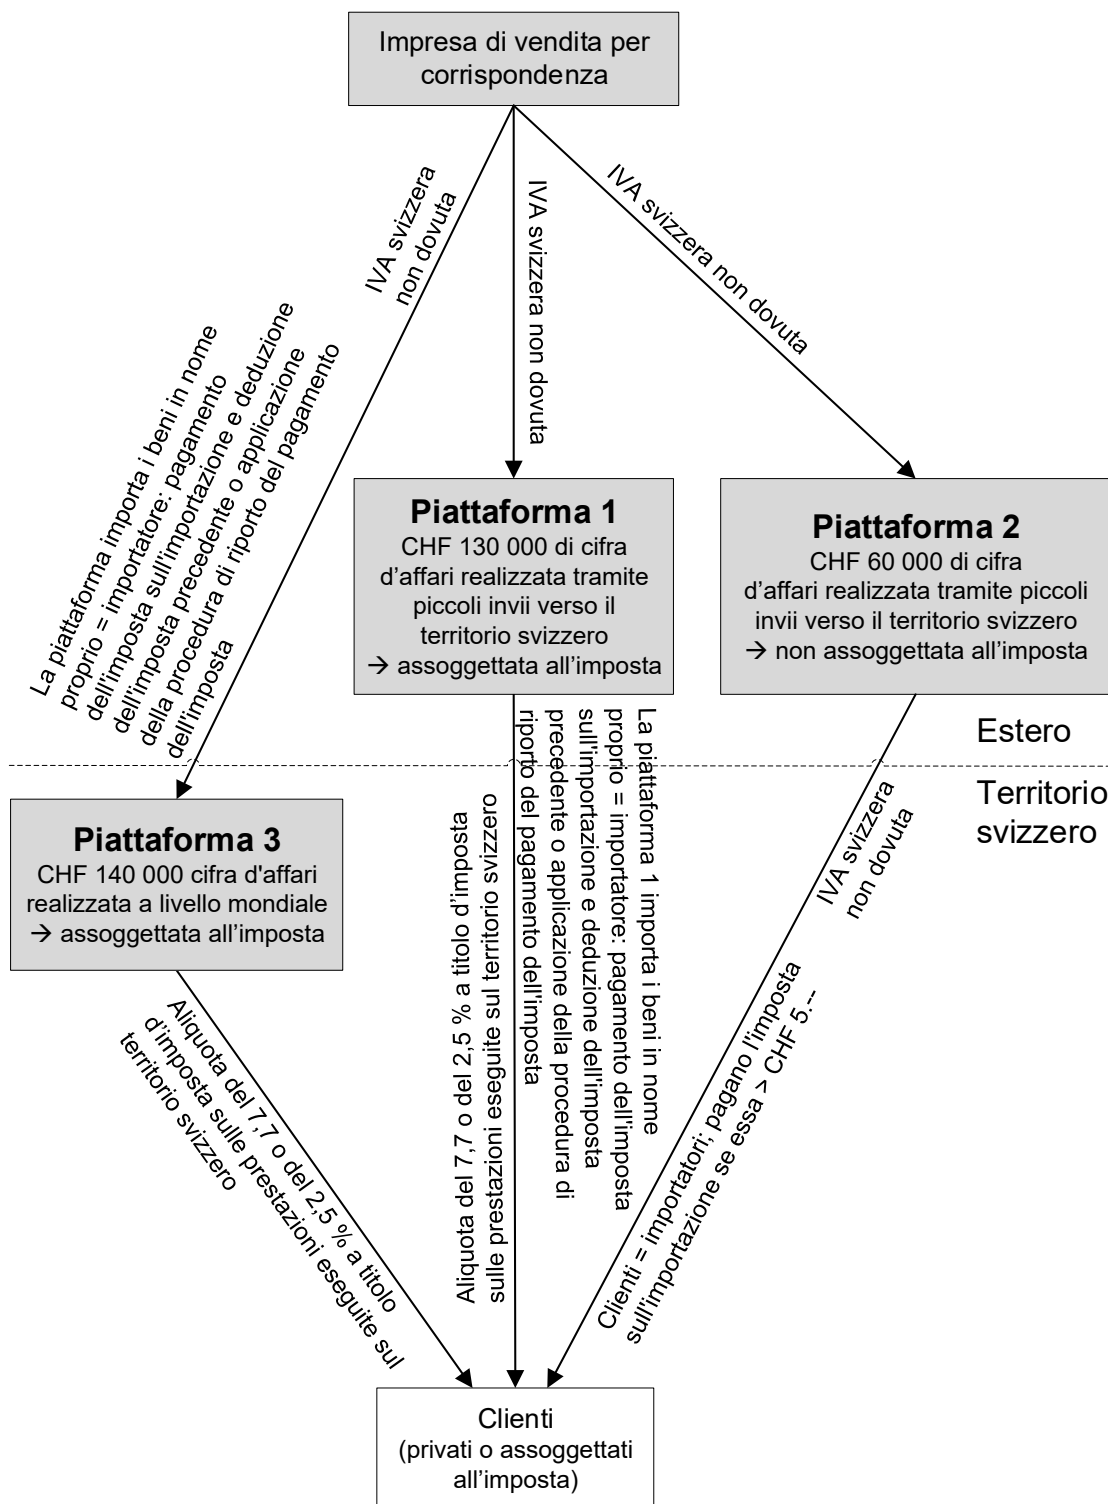 Impresa di vendita per
corrispondenza
IVA svizzera
non dovuta
IVA svizzera non dovuta
IVA svizzera non dovuta
La piattaforma importa i beni in nome
proprio = importatore: pagamento
dell'imposta sull'importazione e deduzione
dell'imposta precedente o applicazione
della procedura di riporto del pagamento
dell'imposta
Piattaforma 1
CHF 130 000 di cifra
d’affari realizzata tramite
piccoli invii verso il
territorio svizzero
→ assoggettata all’imposta
Piattaforma 2
CHF 60 000 di cifra
d’affari realizzata tramite piccoli
invii verso il territorio svizzero
→ non assoggettata all’imposta
Estero
Territorio
svizzero
Piattaforma 3
CHF 140 000 cifra d'affari
realizzata a livello mondiale
→ assoggettata all’imposta
La piattaforma 1 importa i beni in nome
proprio = importatore: pagamento dell'imposta
sull'importazione e deduzione dell'imposta
precedente o applicazione della procedura di
riporto del pagamento dell'imposta
Aliquota del 7,7 o del 2,5 % a titolo d’imposta
sulle prestazioni eseguite sul territorio svizzero
IVA svizzera
non dovuta
Clienti = importatori; pagano l'imposta
sull'importazione se essa > CHF 5.--
Aliquota del 7,7 o del 2,5 % a titolo
d’imposta sulle prestazioni eseguite sul
territorio svizzero
Clienti
(privati o assoggettati
all’imposta)